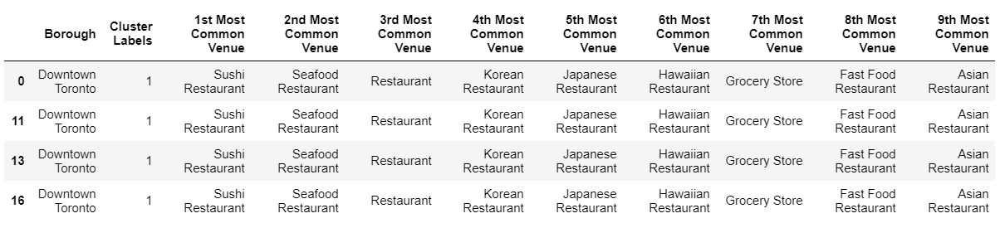 Borough Cluster Labels 1st Most Common Venue 2nd Most Common Venue 3rd Most Common Venue 4th Most Common Venue 5th Most Common Venue 6th Most Common Venue 7th Most Common Venue 8th Most Common Venue 9th Most Common Venue
0 Downtown Toronto 1 Sushi Restaurant Seafood Restaurant Restaurant Korean Restaurant Japanese Restaurant Hawaiian Restaurant Grocery Store Fast Food Restaurant Asian Restaurant
11 Downtown Toronto 1 Sushi Restaurant Seafood Restaurant Restaurant Korean Restaurant Japanese Restaurant Hawaiian Restaurant Grocery Store Fast Food Restaurant Asian Restaurant
13 Downtown Toronto 1 Sushi Restaurant Seafood Restaurant Restaurant Korean Restaurant Japanese Restaurant Hawaiian Restaurant Grocery Store Fast Food Restaurant Asian Restaurant
16 Downtown Toronto 1 Sushi Restaurant Seafood Restaurant Restaurant Korean Restaurant Japanese Restaurant Hawaiian Restaurant Grocery Store Fast Food Restaurant Asian Restaurant